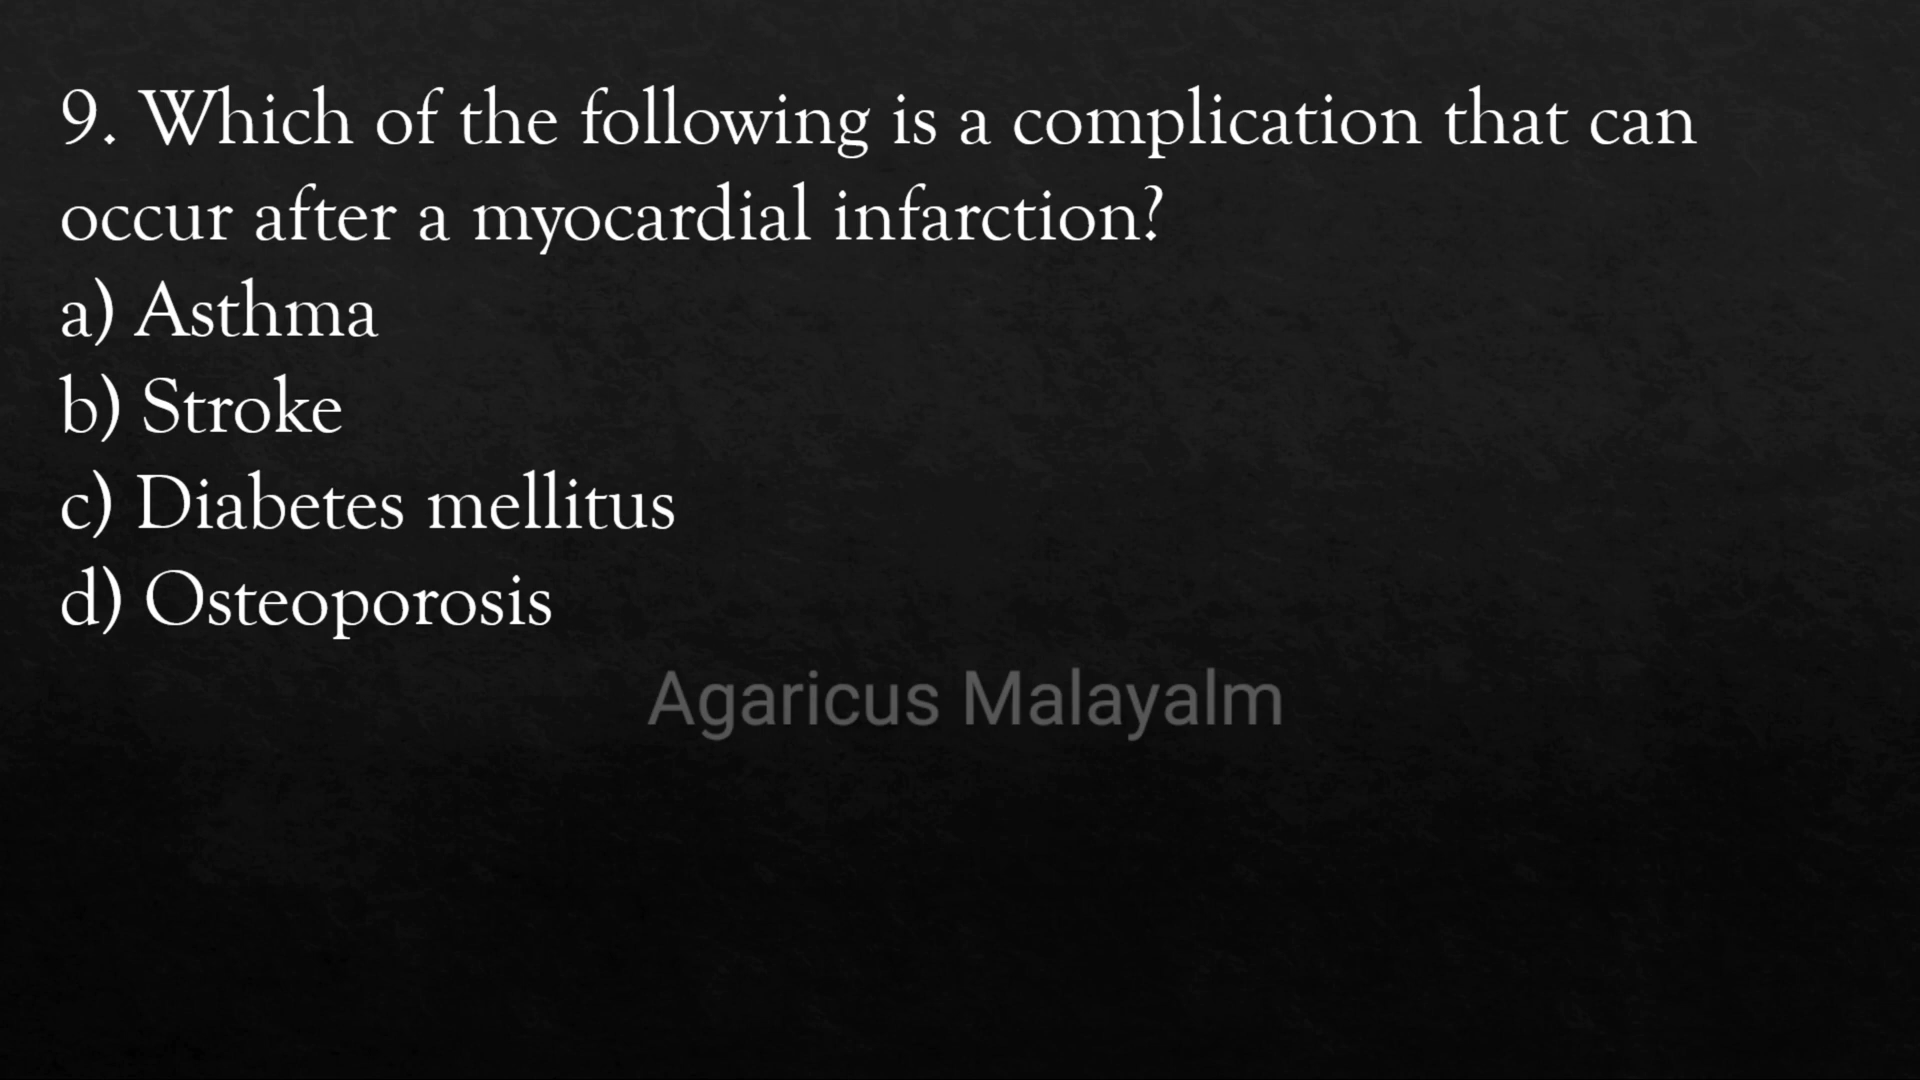 9. Which of the following is a complication that can
occur after a myocardial infarction?
a) Asthma
b) Stroke
c) Diabetes mellitus
d) Osteoporosis
Agaricus Malayalm